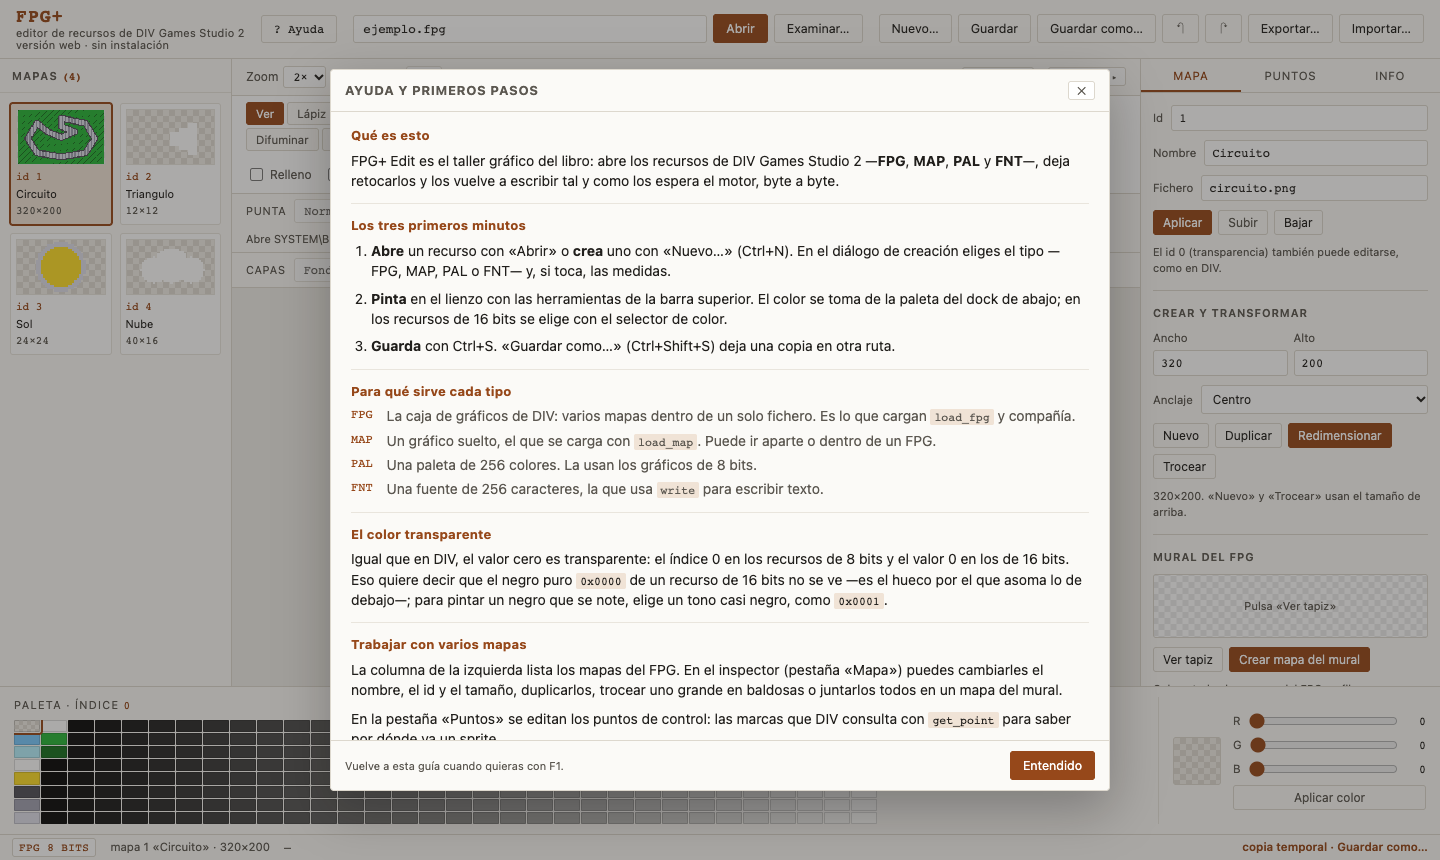 FPG+
editor de recursos de DIV Games Studio 2
versión web · sin instalación
? Ayuda
ejemplo.fpg
Abrir
Examinar…
Nuevo…
Guardar
Guardar como…
Exportar…
Importar…
MAPAS (4)
id 1
Circuito
320×200
id 2
Triangulo
12×12
id 3
Sol
24×24
id 4
Nube
40×16
Zoom
2×
Ver
Lápiz
Difuminar
Relleno
PUNTA
Abre SYSTEM\B
CAPAS
AYUDA Y PRIMEROS PASOS
×
Qué es esto
FPG+ Edit es el taller gráfico del libro: abre los recursos de DIV Games Studio 2 —FPG, MAP, PAL y FNT—, deja
retocarlos y los vuelve a escribir tal y como los espera el motor, byte a byte.
Los tres primeros minutos
1. Abre un recurso con «Abrir» o crea uno con «Nuevo…» (Ctrl+N). En el diálogo de creación eliges el tipo —
FPG, MAP, PAL o FNT— y, si toca, las medidas.
2. Pinta en el lienzo con las herramientas de la barra superior. El color se toma de la paleta del dock de abajo; en
los recursos de 16 bits se elige con el selector de color.
3. Guarda con Ctrl+S. «Guardar como…» (Ctrl+Shift+S) deja una copia en otra ruta.
Para qué sirve cada tipo
FPG La caja de gráficos de DIV: varios mapas dentro de un solo fichero. Es lo que cargan load_fpg y compañía.
MAP Un gráfico suelto, el que se carga con load_map. Puede ir aparte o dentro de un FPG.
PAL Una paleta de 256 colores. La usan los gráficos de 8 bits.
FNT Una fuente de 256 caracteres, la que usa write para escribir texto.
El color transparente
Igual que en DIV, el valor cero es transparente: el índice 0 en los recursos de 8 bits y el valor 0 en los de 16 bits.
Eso quiere decir que el negro puro 0x0000 de un recurso de 16 bits no se ve —es el hueco por el que asoma lo de
debajo—; para pintar un negro que se note, elige un tono casi negro, como 0x0001.
Trabajar con varios mapas
La columna de la izquierda lista los mapas del FPG. En el inspector (pestaña «Mapa») puedes cambiarles el
nombre, el id y el tamaño, duplicarlos, trocear uno grande en baldosas o juntarlos todos en un mapa del mural.
En la pestaña «Puntos» se editan los puntos de control: las marcas que DIV consulta con get_point para saber
por dónde va un sprite.
Vuelve a esta guía cuando quieras con F1.
Entendido
MAPA
PUNTOS
INFO
Id 1
Nombre Circuito
Fichero circuito.png
Aplicar
Subir
Bajar
El id 0 (transparencia) también puede editarse,
como en DIV.
CREAR Y TRANSFORMAR
Ancho
Alto
320
200
Anclaje Centro
Nuevo
Duplicar
Redimensionar
Trocear
320×200. «Nuevo» y «Trocear» usan el tamaño de
arriba.
MURAL DEL FPG
Pulsa «Ver tapiz»
Ver tapiz
Crear mapa del mural
PALETA · ÍNDICE 0
R 0
G 0
B 0
Aplicar color
FPG 8 BITS
mapa 1 «Circuito» · 320×200 —
copia temporal · Guardar como…